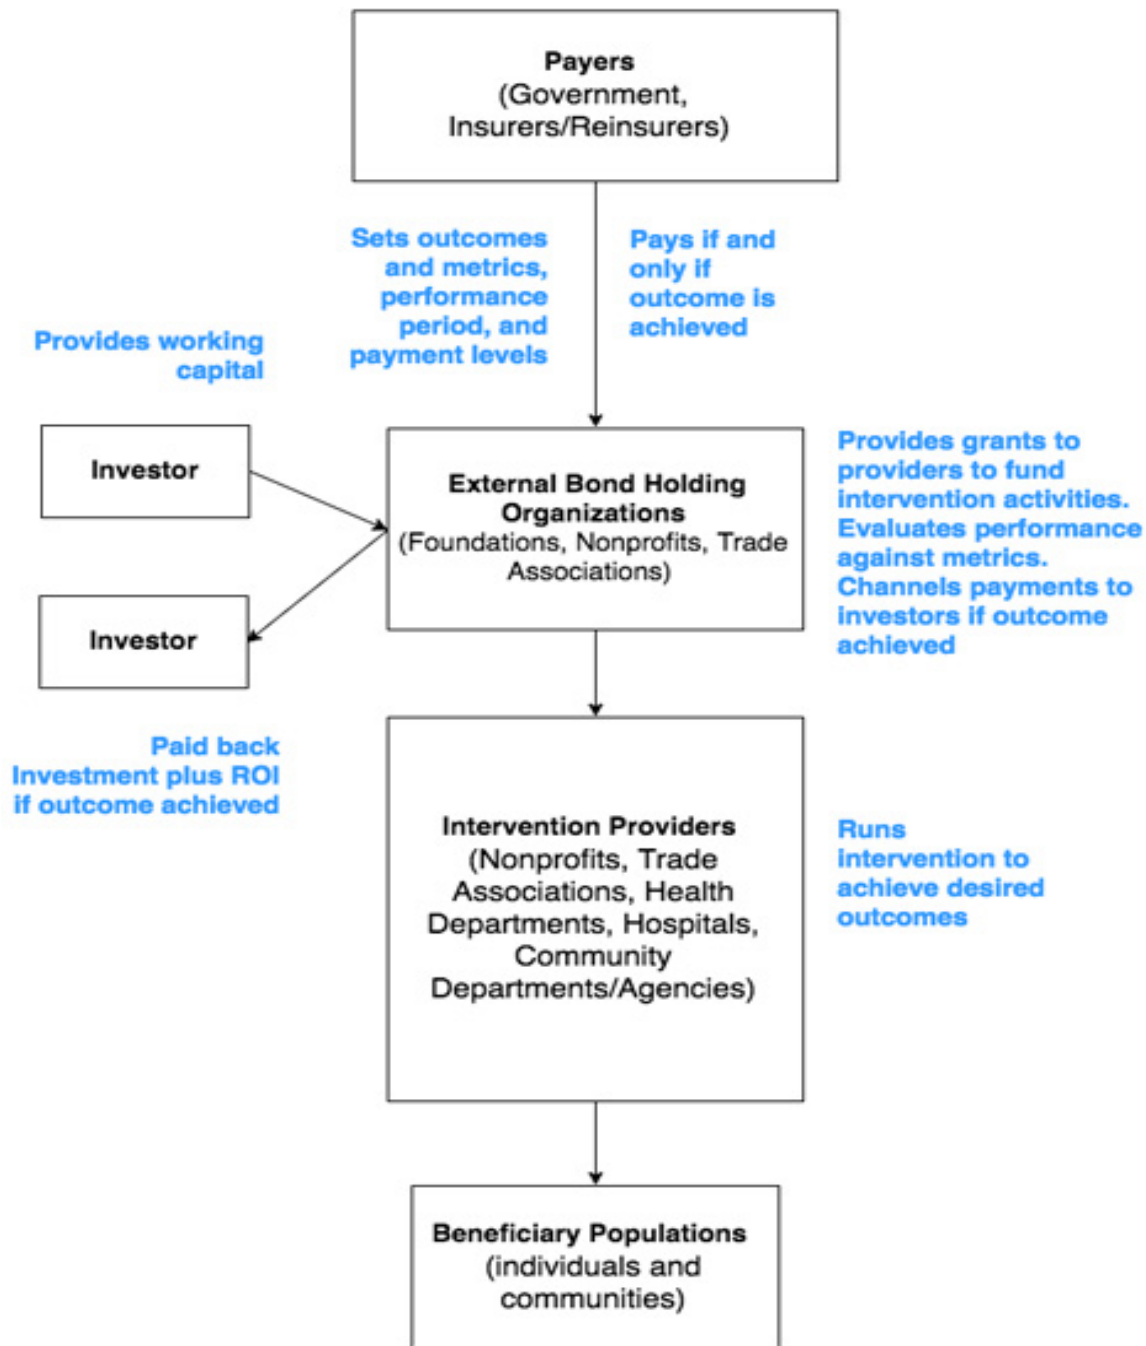 Payers
(Government,
Insurers/Reinsurers)
Sets outcomes
and metrics,
performance
period, and
payment levels
Pays if and
only if
outcome is
achieved
Provides working
capital
Investor
External Bond Holding
Organizations
(Foundations, Nonprofits, Trade
Associations)
Provides grants to
providers to fund
intervention activities.
Evaluates performance
against metrics.
Channels payments to
investors if outcome
achieved
Investor
Paid back
Investment plus ROI
if outcome achieved
Intervention Providers
(Nonprofits, Trade
Associations, Health
Departments, Hospitals,
Community
Departments/Agencies)
Runs
intervention to
achieve desired
outcomes
Beneficiary Populations
(individuals and
communities)